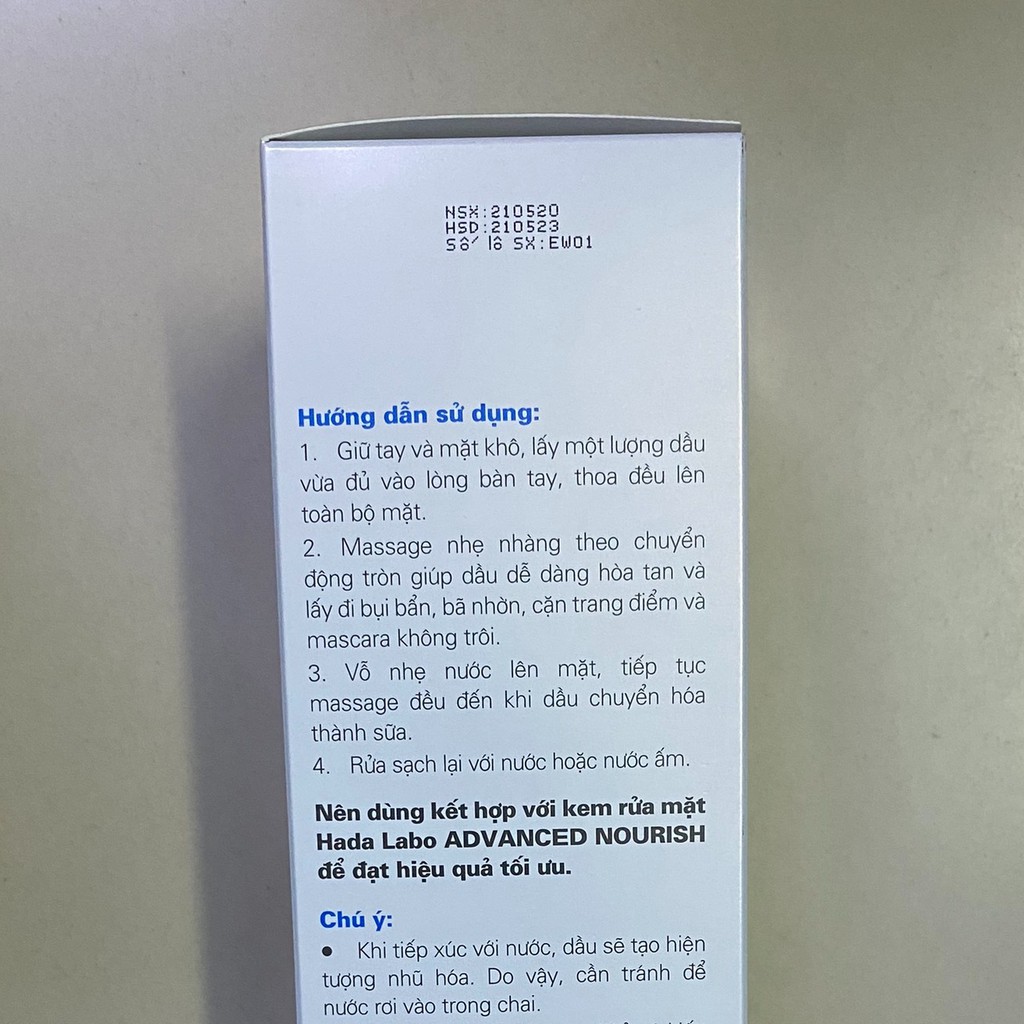 NSX:210520
HSD:210523
Số lô SX:EW01
Hướng dẫn sử dụng:
1. Giữ tay và mặt khô, lấy một lượng dầu
vừa đủ vào lòng bàn tay, thoa đều lên
toàn bộ mặt.
2. Massage nhẹ nhàng theo chuyển
động tròn giúp dầu dễ dàng hòa tan và
lấy đi bụi bẩn, bã nhờn, cặn trang điểm và
mascara không trôi.
3. Vỗ nhẹ nước lên mặt, tiếp tục
massage đều đến khi dầu chuyển hóa
thành sữa.
4. Rửa sạch lại với nước hoặc nước ấm.
Nên dùng kết hợp với kem rửa mặt
Hada Labo ADVANCED NOURISH
để đạt hiệu quả tối ưu.
Chú ý:
• Khi tiếp xúc với nước, dầu sẽ tạo hiện
tượng nhũ hóa. Do vậy, cần tránh để
nước rơi vào trong chai.